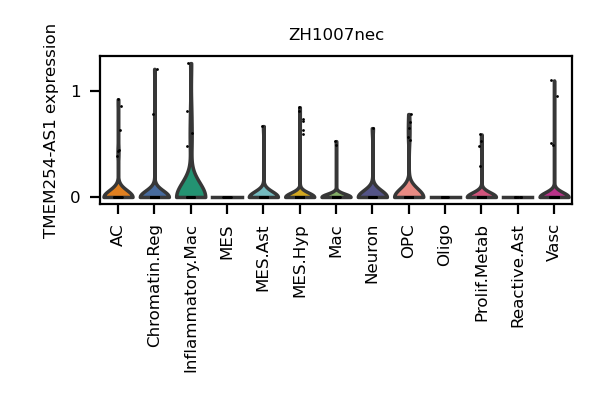 ZH1007nec
TMEM254-AS1 expression
1
0
AC
Chromatin.Reg
Inflammatory.Mac
MES
MES.Ast
MES.Hyp
Mac
Neuron
OPC
Oligo
Prolif.Metab
Reactive.Ast
Vasc